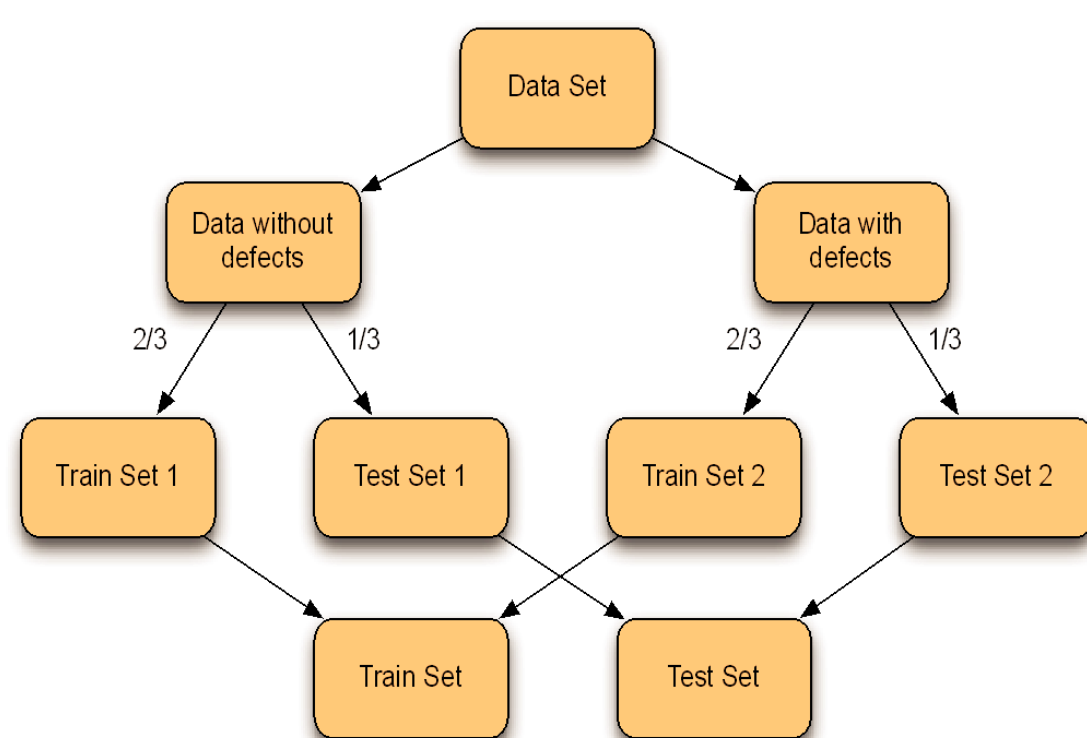 Data Set
Data without
defects
Data with
defects
2/3
1/3
2/3
1/3
Train Set 1
Test Set 1
Train Set 2
Test Set 2
Train Set
Test Set